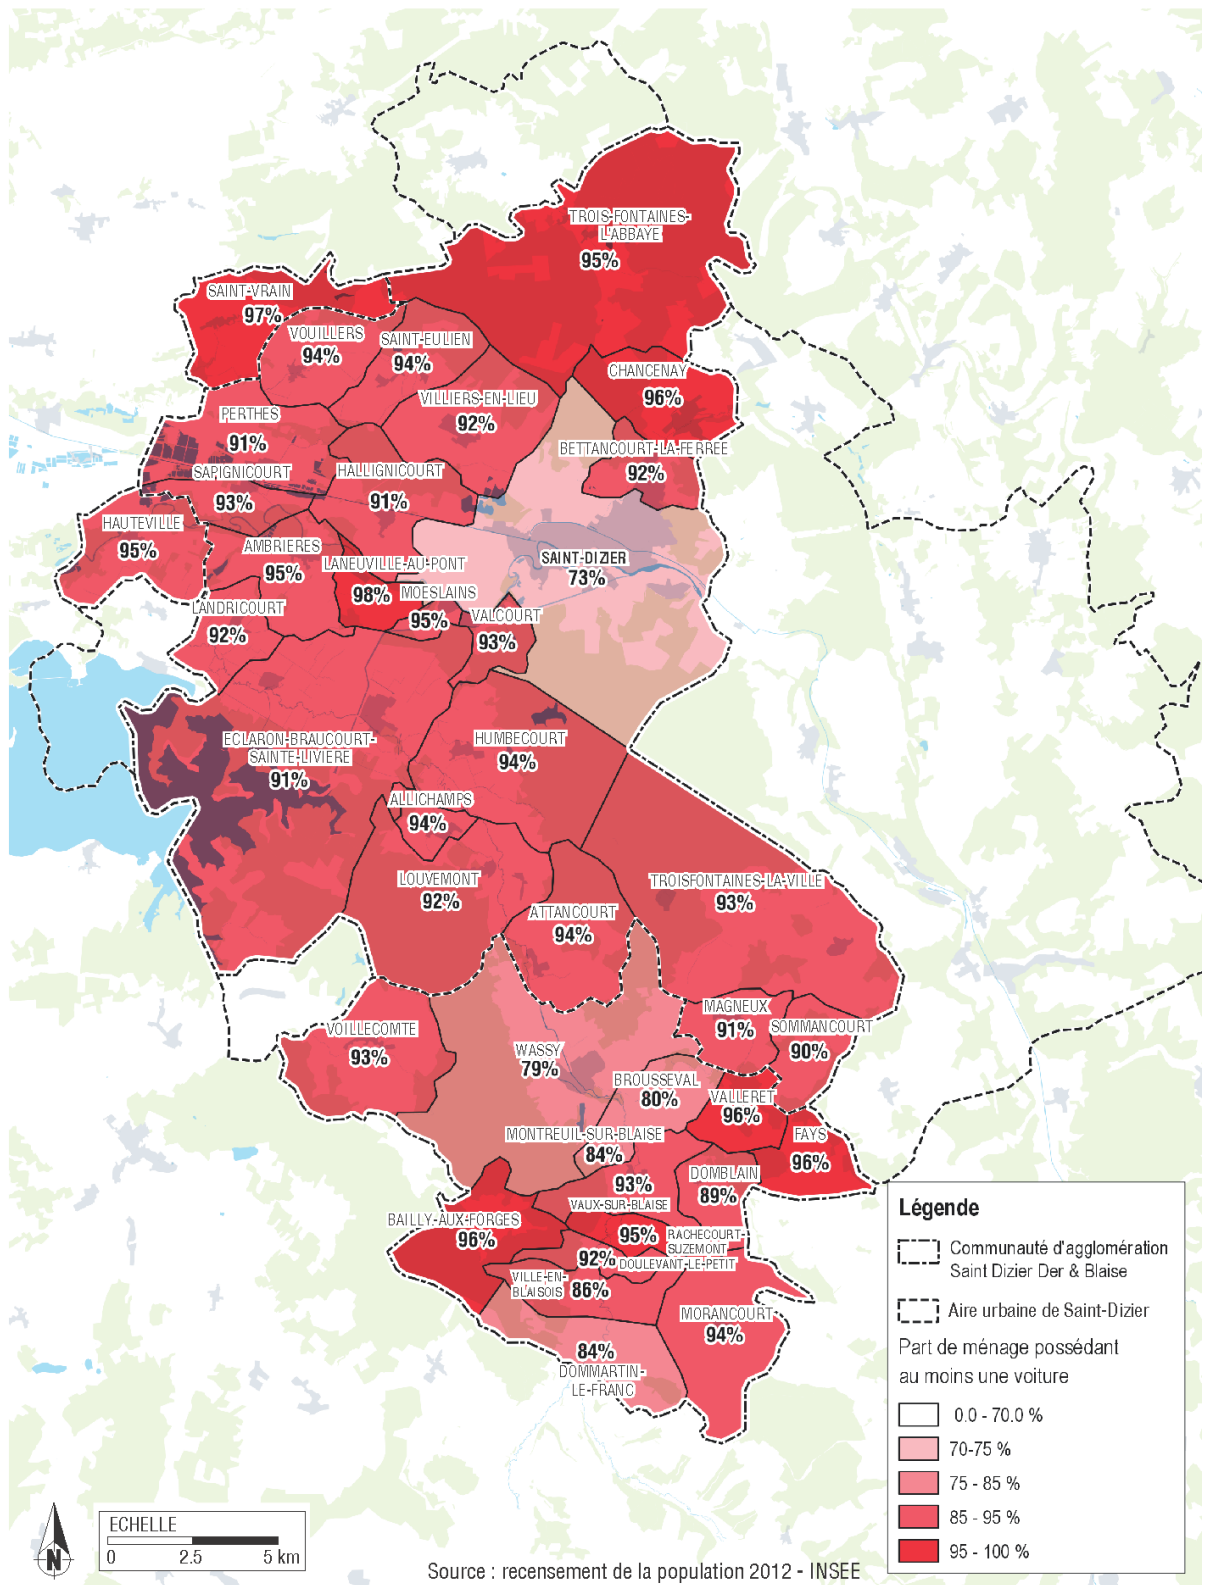 TROIS-FONTAINES-
L'ABBAYE
95%
SAINT-VRAIN
97%
VOUILLERS
94%
SAINT-EULIEN
94%
CHANCENAY
96%
VILLIERS-EN-LIEU
92%
PERTHES
91%
BETTANCOURT-LA-FERREE
92%
SAPIGNICOURT
93%
HALLIGNICOURT
91%
HAUTEVILLE
95%
AMBRIERES
95%
LANEUVILLE-AU-PONT
98%
SAINT-DIZIER
73%
MOESLAINS
95%
LANDRICOURT
92%
VALCOURT
93%
ECLARON-BRAUCOURT-
SAINTE-LIVIERE
91%
HUMBECOURT
94%
ALLICHAMPS
94%
LOUVEMONT
92%
TROISFONTAINES-LA-VILLE
93%
ATTANCOURT
94%
MAGNEUX
91%
SOMMANCOURT
90%
VOILLECOMTE
93%
WASSY
79%
BROUSSEVAL
80%
VALLERET
96%
MONTREUIL-SUR-BLAISE
84%
FAYS
96%
DOMBLAIN
89%
93%
VAUX-SUR-BLAISE
BAILLY-AUX-FORGES
96%
95%
RACHECOURT-
SUZEMONT
92%
DOULEVANT-LE-PETIT
VILLE-EN-
BLAISOIS
86%
MORANCOURT
94%
84%
DOMMARTIN-
LE-FRANC
Légende
Communauté d'agglomération
Saint Dizier Der & Blaise
Aire urbaine de Saint-Dizier
Part de ménage possédant
au moins une voiture
0.0 - 70.0 %
70-75 %
75 - 85 %
85 - 95 %
95 - 100 %
N
ECHELLE
0 2.5 5 km
Source : recensement de la population 2012 - INSEE